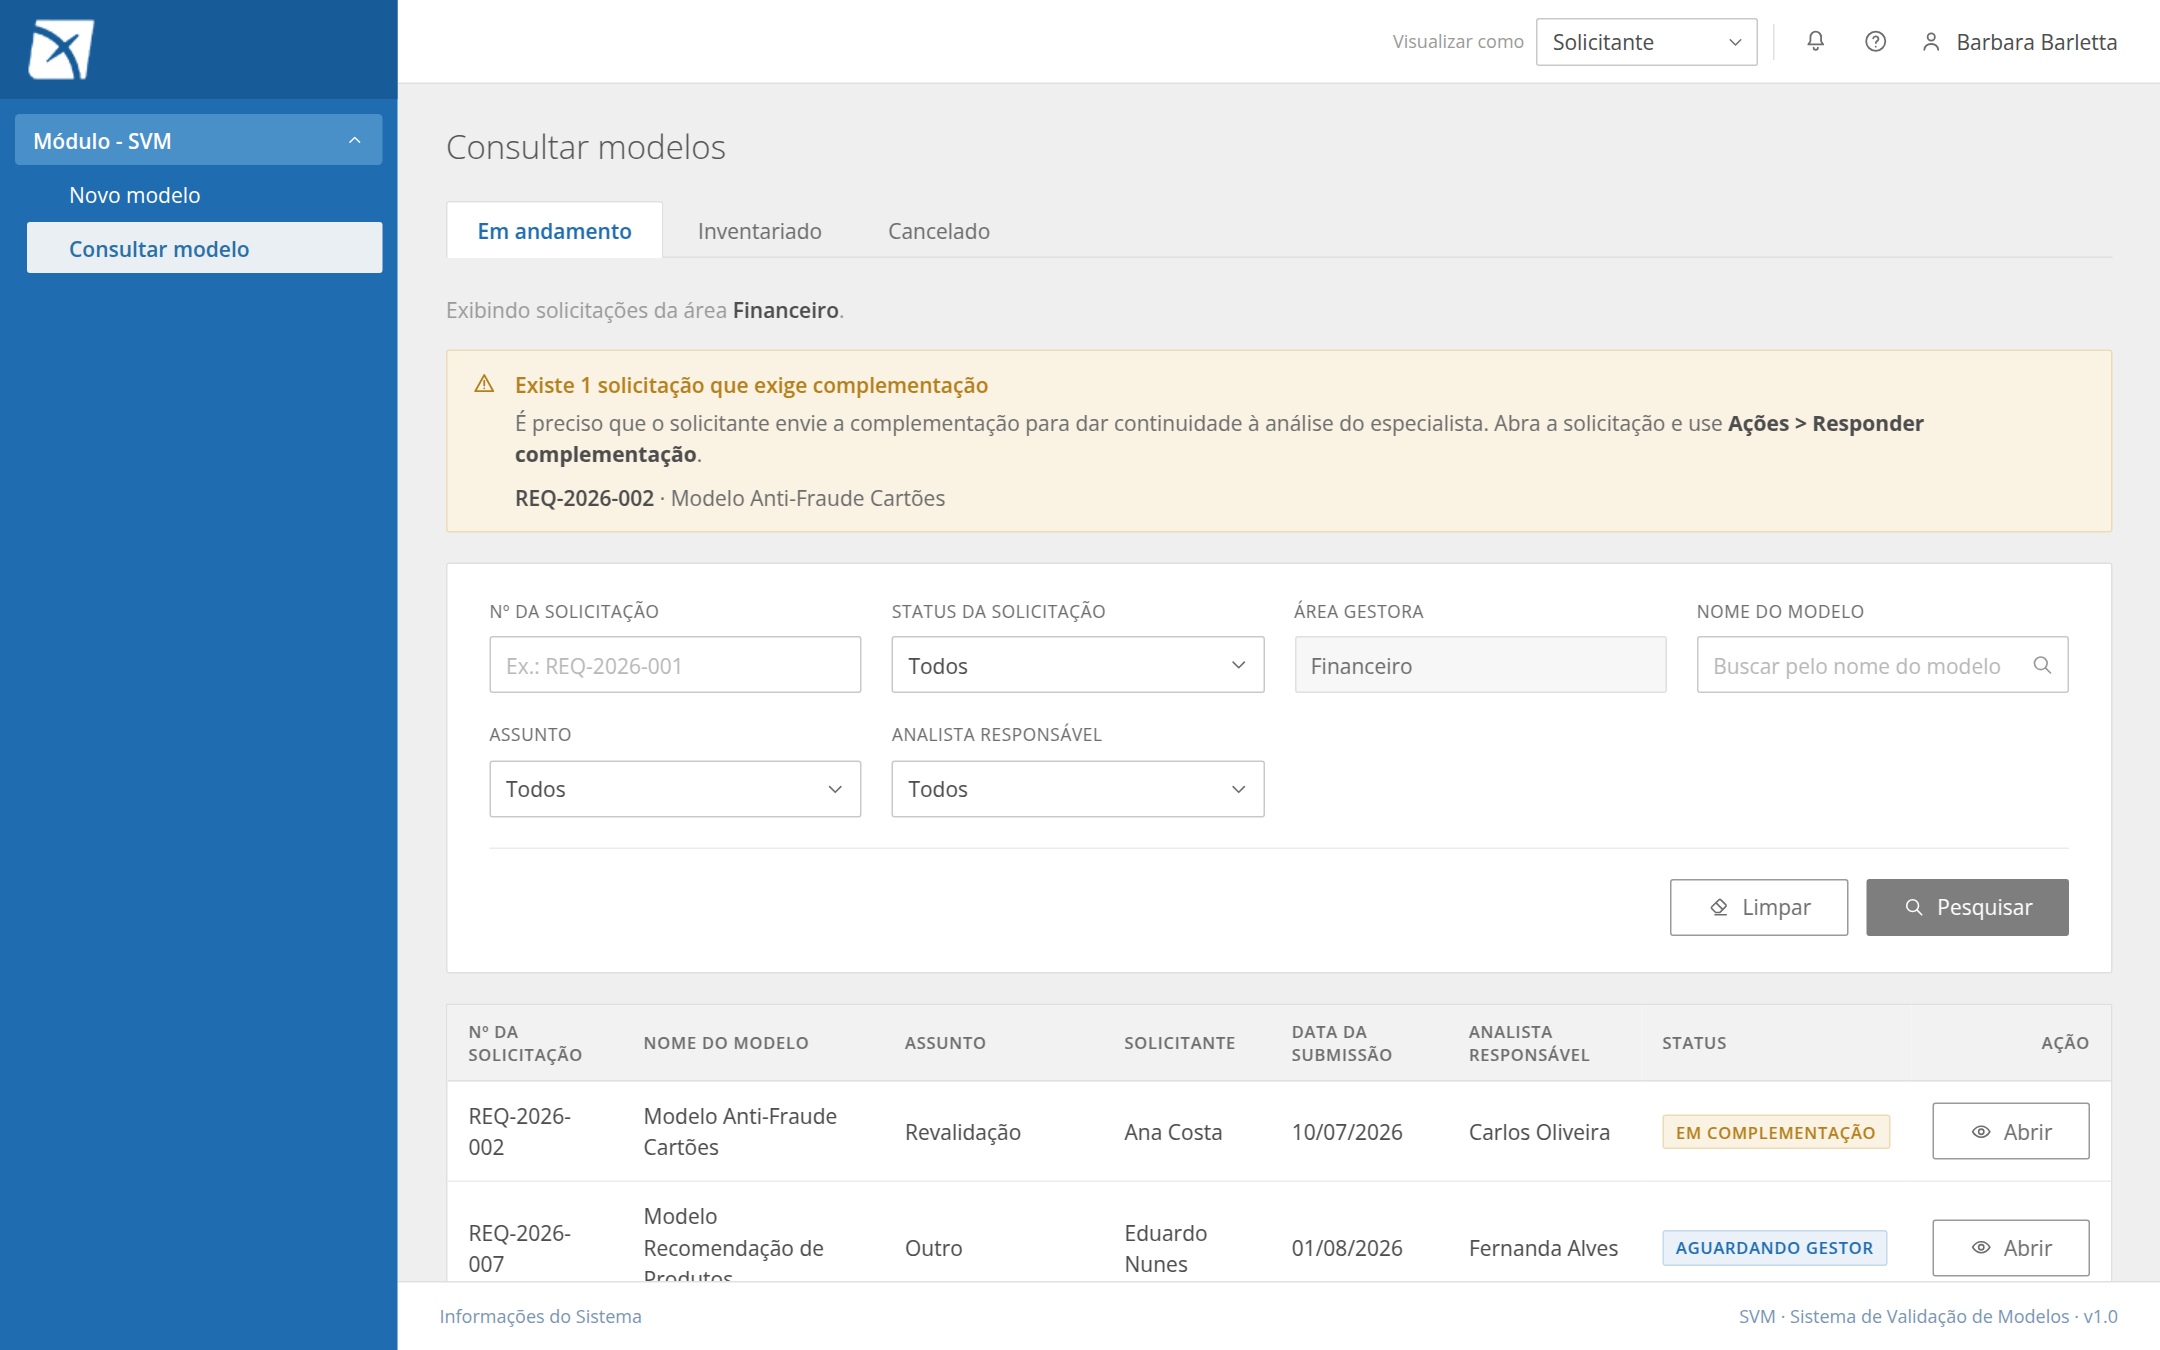 Visualizar como
Solicitante
Barbara Barletta
Módulo - SVM
Novo modelo
Consultar modelo
Consultar modelos
Em andamento
Inventariado
Cancelado
Exibindo solicitações da área Financeiro.
Existe 1 solicitação que exige complementação
É preciso que o solicitante envie a complementação para dar continuidade à análise do especialista. Abra a solicitação e use Ações > Responder
complementação.
REQ-2026-002 · Modelo Anti-Fraude Cartões
Nº DA SOLICITAÇÃO
STATUS DA SOLICITAÇÃO
ÁREA GESTORA
NOME DO MODELO
Ex.: REQ-2026-001
Todos
Financeiro
Buscar pelo nome do modelo
ASSUNTO
ANALISTA RESPONSÁVEL
Todos
Todos
Limpar
Pesquisar
Nº DA
SOLICITAÇÃO
NOME DO MODELO
ASSUNTO
SOLICITANTE
DATA DA
SUBMISSÃO
ANALISTA
RESPONSÁVEL
STATUS
AÇÃO
REQ-2026-
002
Modelo Anti-Fraude
Cartões
Revalidação
Ana Costa
10/07/2026
Carlos Oliveira
EM COMPLEMENTAÇÃO
Abrir
REQ-2026-
007
Modelo
Recomendação de
Produtos
Outro
Eduardo
Nunes
01/08/2026
Fernanda Alves
AGUARDANDO GESTOR
Abrir
Informações do Sistema
SVM · Sistema de Validação de Modelos · v1.0